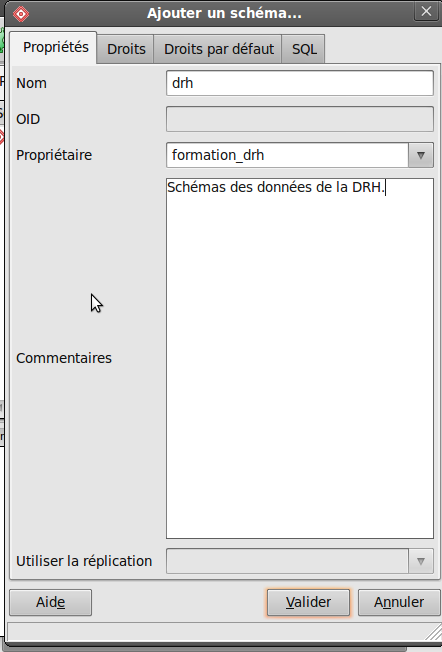 Ajouter un schéma...
Propriétés Droits Droits par défaut SQL
Nom drh
OID
Propriétaire formation_drh
Schémas des données de la DRH.
Commentaires
Utiliser la réplication
Aide Valider Annuler